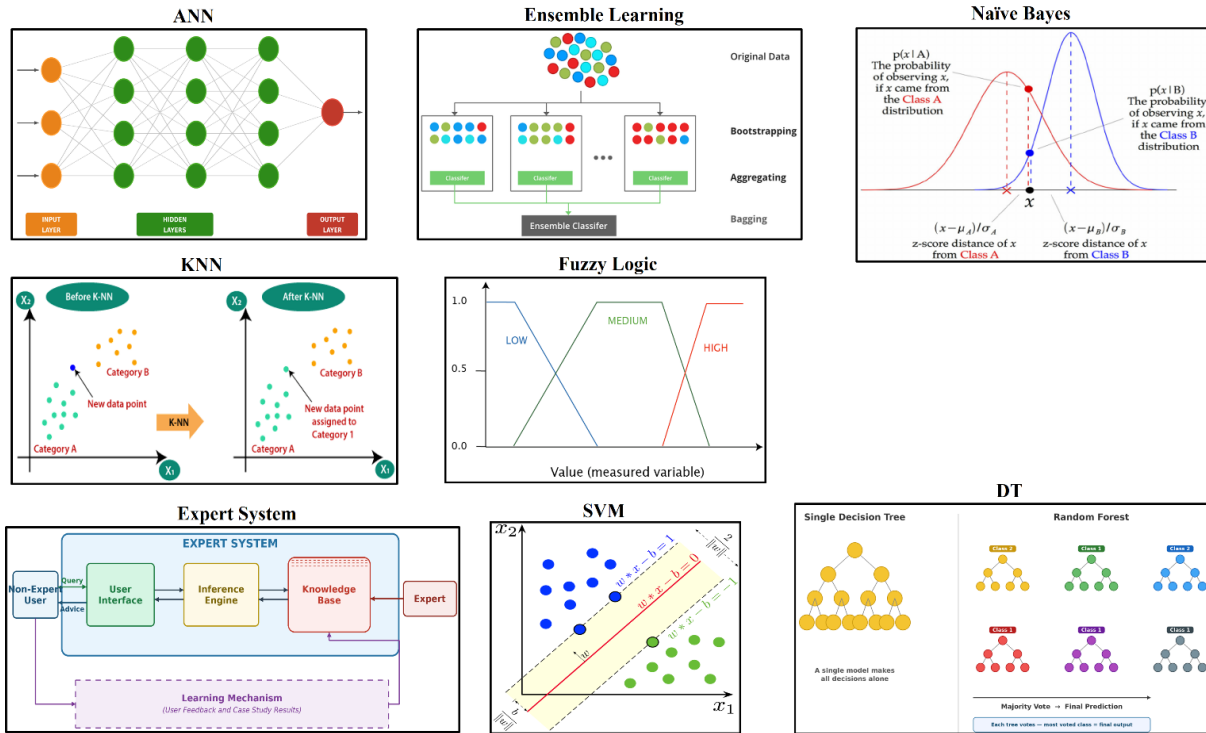 ANN
INPUT
LAYER
HIDDEN
LAYERS
OUTPUT
LAYER
Ensemble Learning
Original Data
Bootstrapping
•••
Aggregating
Classifer
Classifer
Classifer
Bagging
Ensemble Classifer
Naïve Bayes
p(x|A)
The probability
of observing x,
if x came from
the Class A
distribution
p(x|B)
The probability
of observing x,
if x came from
the Class B
distribution
x
(x−μA)/σA
z-score distance of x
from Class A
(x−μB)/σB
z-score distance of x
from Class B
KNN
X2
Before K-NN
Category B
New data point
Category A
X1
K-NN
X2
After K-NN
Category B
New data point
assigned to
Category 1
Category A
X1
Fuzzy Logic
1.0
0.5
0.0
LOW
MEDIUM
HIGH
Value (measured variable)
Expert System
EXPERT SYSTEM
Non-Expert
User
Query
Advice
User
Interface
Inference
Engine
Knowledge
Base
Expert
Learning Mechanism
(User Feedback and Case Study Results)
SVM
x2
x1
w * x − b = 1
w * x − b = 0
w * x − b = −1
2
||w||
w
b
||w||
DT
Single Decision Tree
A single model makes
all decisions alone
Random Forest
Class 2
Class 1
Class 2
Class 1
Class 1
Class 1
Majority Vote → Final Prediction
Each tree votes — most voted class = final output